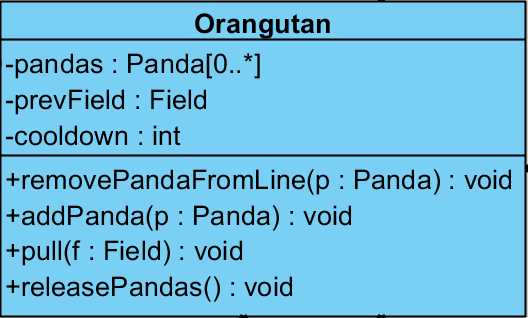 Orangutan
-pandas : Panda[0..*]
-prevField : Field
-cooldown : int
+removePandaFromLine(p : Panda) : void
+addPanda(p : Panda) : void
+pull(f : Field) : void
+releasePandas() : void